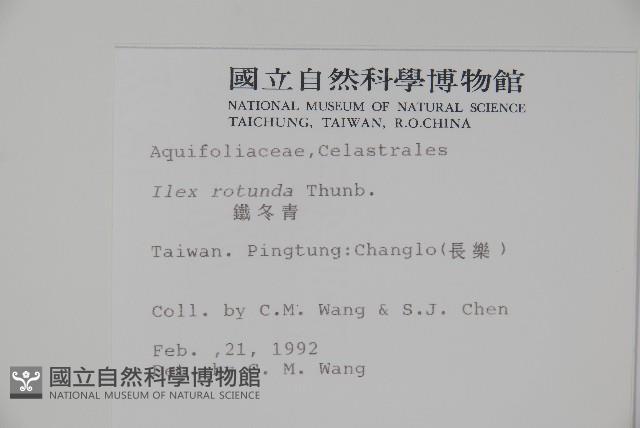 國立自然科學博物館
NATIONAL MUSEUM OF NATURAL SCIENCE
TAICHUNG, TAIWAN, R.O.CHINA
Aquifoliaceae,Celastrales
Ilex rotunda Thunb.
鐵冬青
Taiwan. Pingtung:Changlo(長樂)
Coll. by C.M. Wang & S.J. Chen
Feb. ,21, 1992
by C. M. Wang
國立自然科學博物館
NATIONAL MUSEUM OF NATURAL SCIENCE